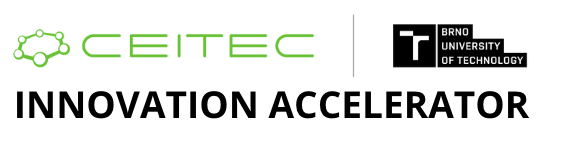 CEITEC
T BRNO
UNIVERSITY
OF TECHNOLOGY
INNOVATION ACCELERATOR